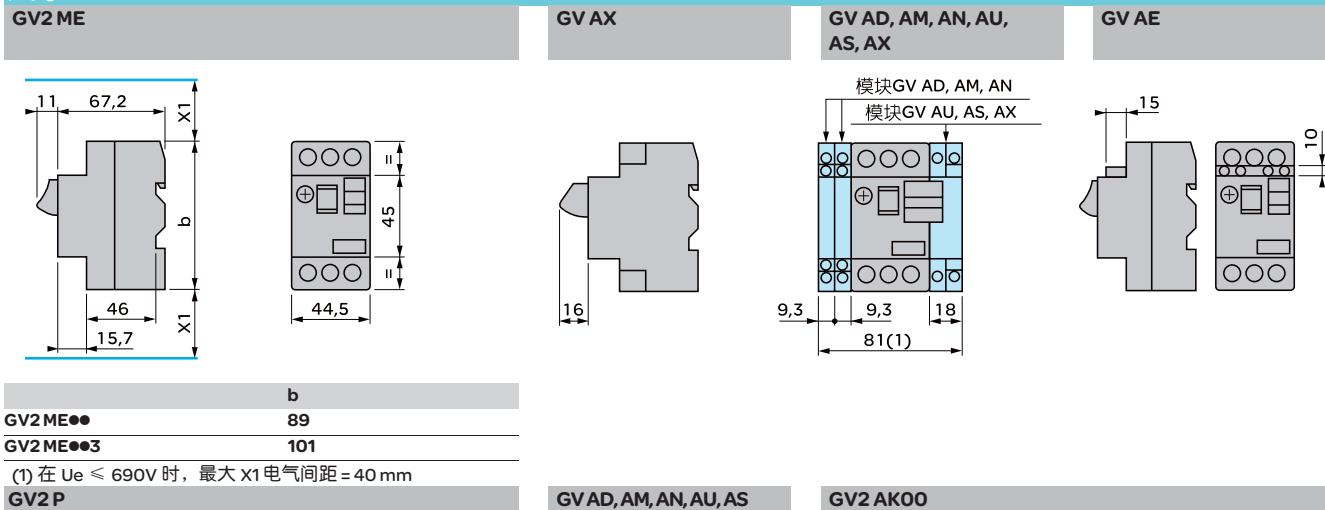 GV2 ME
GV AX
GV AD, AM, AN, AU,
AS, AX
GV AE
11
67,2
X1
b
46
15,7
X1
=
45
=
44,5
16
模块GV AD, AM, AN
模块GV AU, AS, AX
9,3
9,3
18
81(1)
15
10
b
GV2 ME●●
89
GV2 ME●●3
101
(1) 在 Ue ≤ 690V 时，最大 X1 电气间距 = 40 mm
GV2 P
GV AD, AM, AN, AU, AS
GV2 AK00